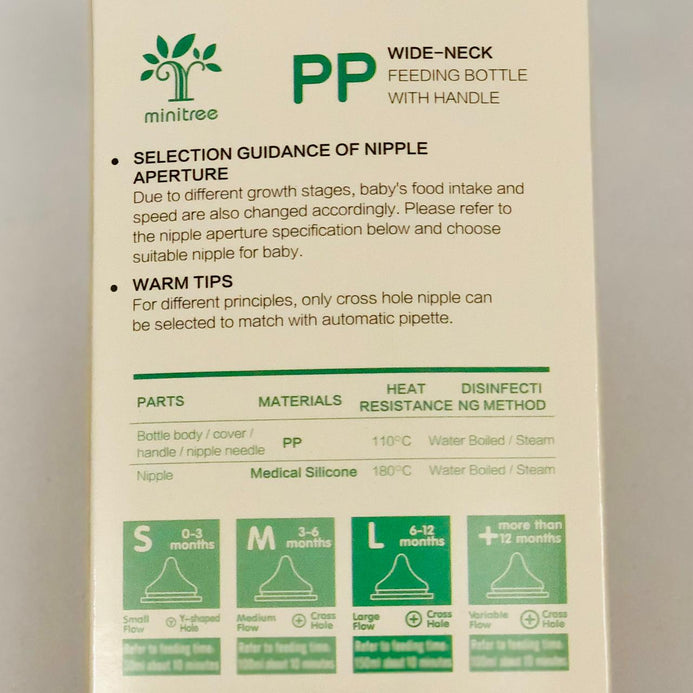 minitree
PP
WIDE-NECK
FEEDING BOTTLE
WITH HANDLE
• SELECTION GUIDANCE OF NIPPLE
APERTURE
Due to different growth stages, baby's food intake and
speed are also changed accordingly. Please refer to
the nipple aperture specification below and choose
suitable nipple for baby.
• WARM TIPS
For different principles, only cross hole nipple can
be selected to match with automatic pipette.
PARTS MATERIALS HEAT RESISTANCE DISINFECTI NG METHOD
Bottle body / cover /
handle / nipple needle PP 110°C Water Boiled / Steam
Nipple Medical Silicone 180°C Water Boiled / Steam
S 0-3
months
Small
Flow
Y-shaped
Hole
Refer to feeding time:
about 10 minutes
M 3-6
months
Medium
Flow
Cross
Hole
Refer to feeding time:
100ml about 10 minutes
L 6-12
months
Large
Flow
Cross
Hole
Refer to feeding time:
150ml about 10 minutes
+ more than
12 months
Variable
Flow
Cross
Hole
Refer to feeding time:
about 10 minutes